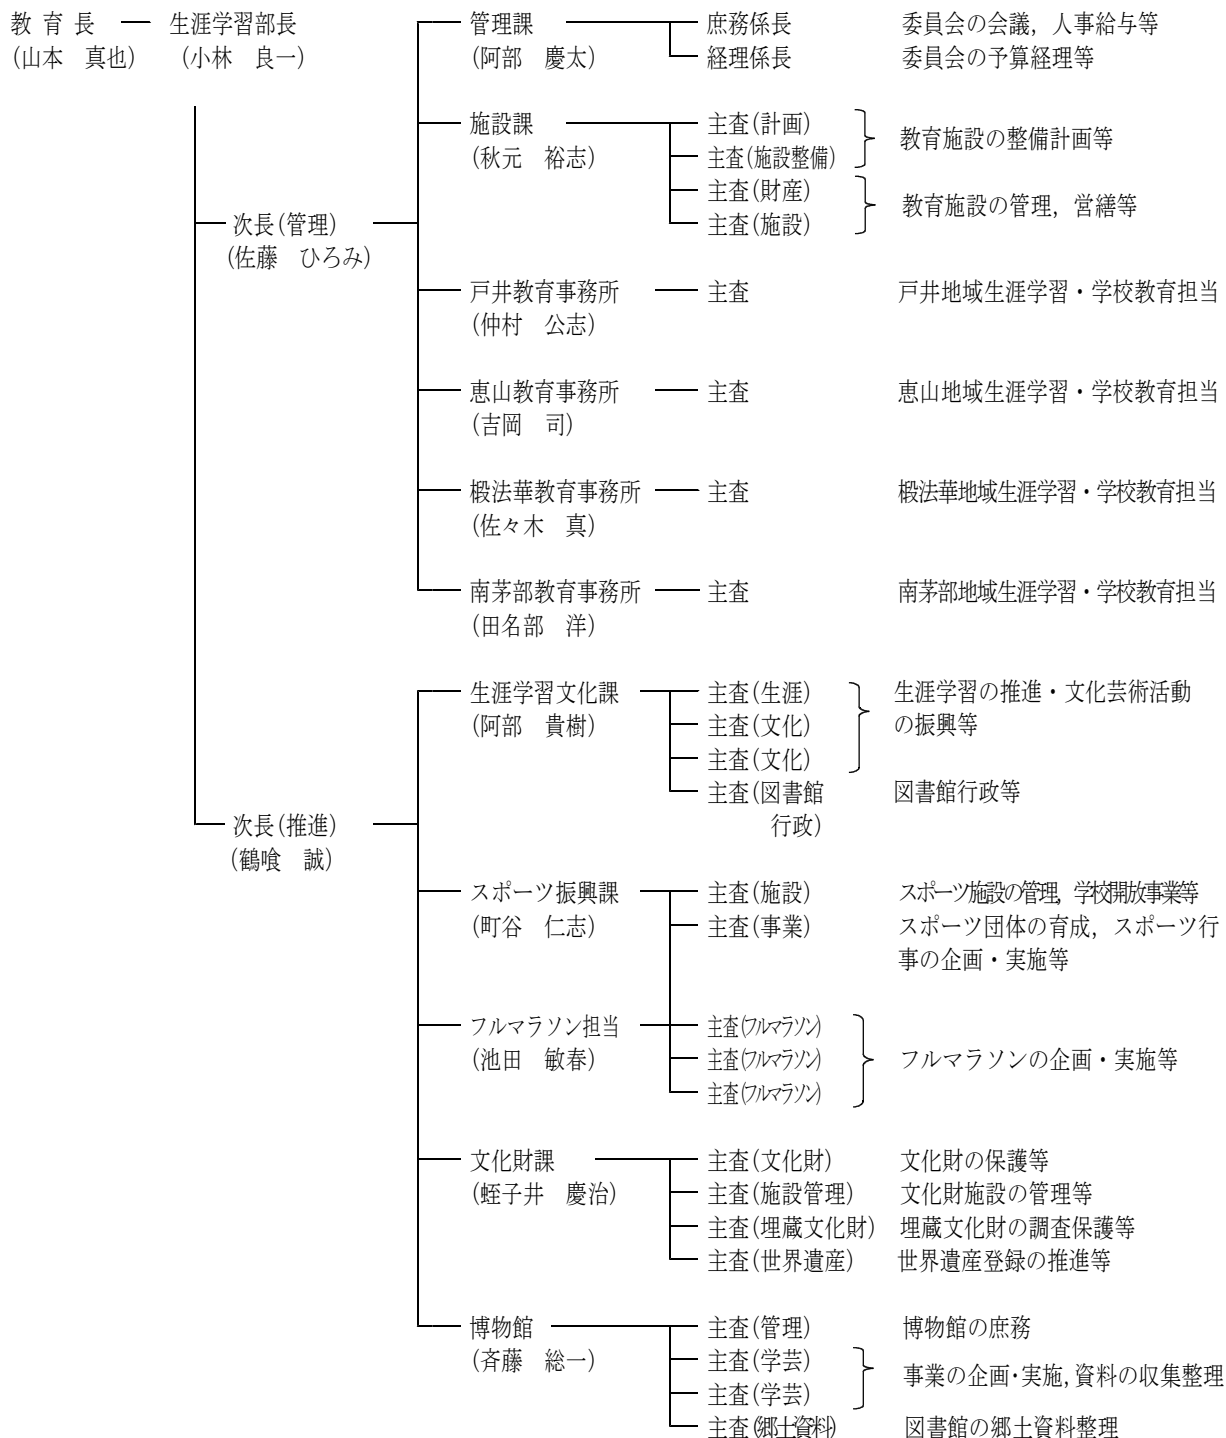 教育長 生涯学習部長 管理課 庶務係長 委員会の会議，人事給与等
(山本 真也) (小林 良一) (阿部 慶太) 経理係長 委員会の予算経理等
施設課 主査(計画) 教育施設の整備計画等
(秋元 裕志) 主査(施設整備)
主査(財産) 教育施設の管理，営繕等
次長(管理) 主査(施設)
(佐藤 ひろみ)
戸井教育事務所 主査 戸井地域生涯学習・学校教育担当
(仲村 公志)
恵山教育事務所 主査 恵山地域生涯学習・学校教育担当
(吉岡 司)
椴法華教育事務所 主査 椴法華地域生涯学習・学校教育担当
(佐々木 真)
南茅部教育事務所 主査 南茅部地域生涯学習・学校教育担当
(田名部 洋)
生涯学習文化課 主査(生涯) 生涯学習の推進・文化芸術活動
(阿部 貴樹) 主査(文化) の振興等
主査(文化)
主査(図書館 図書館行政等
次長(推進) 行政)
(鶴喰 誠)
スポーツ振興課 主査(施設) スポーツ施設の管理，学校開放事業等
(町谷 仁志) 主査(事業) スポーツ団体の育成，スポーツ行
事の企画・実施等
フルマラソン担当 主査(フルマラソン)
(池田 敏春) 主査(フルマラソン) フルマラソンの企画・実施等
主査(フルマラソン)
文化財課 主査(文化財) 文化財の保護等
(蛭子井 慶治) 主査(施設管理) 文化財施設の管理等
主査(埋蔵文化財) 埋蔵文化財の調査保護等
主査(世界遺産) 世界遺産登録の推進等
博物館 主査(管理) 博物館の庶務
(斉藤 総一) 主査(学芸) 事業の企画・実施，資料の収集整理
主査(学芸)
主査(郷土資料) 図書館の郷土資料整理